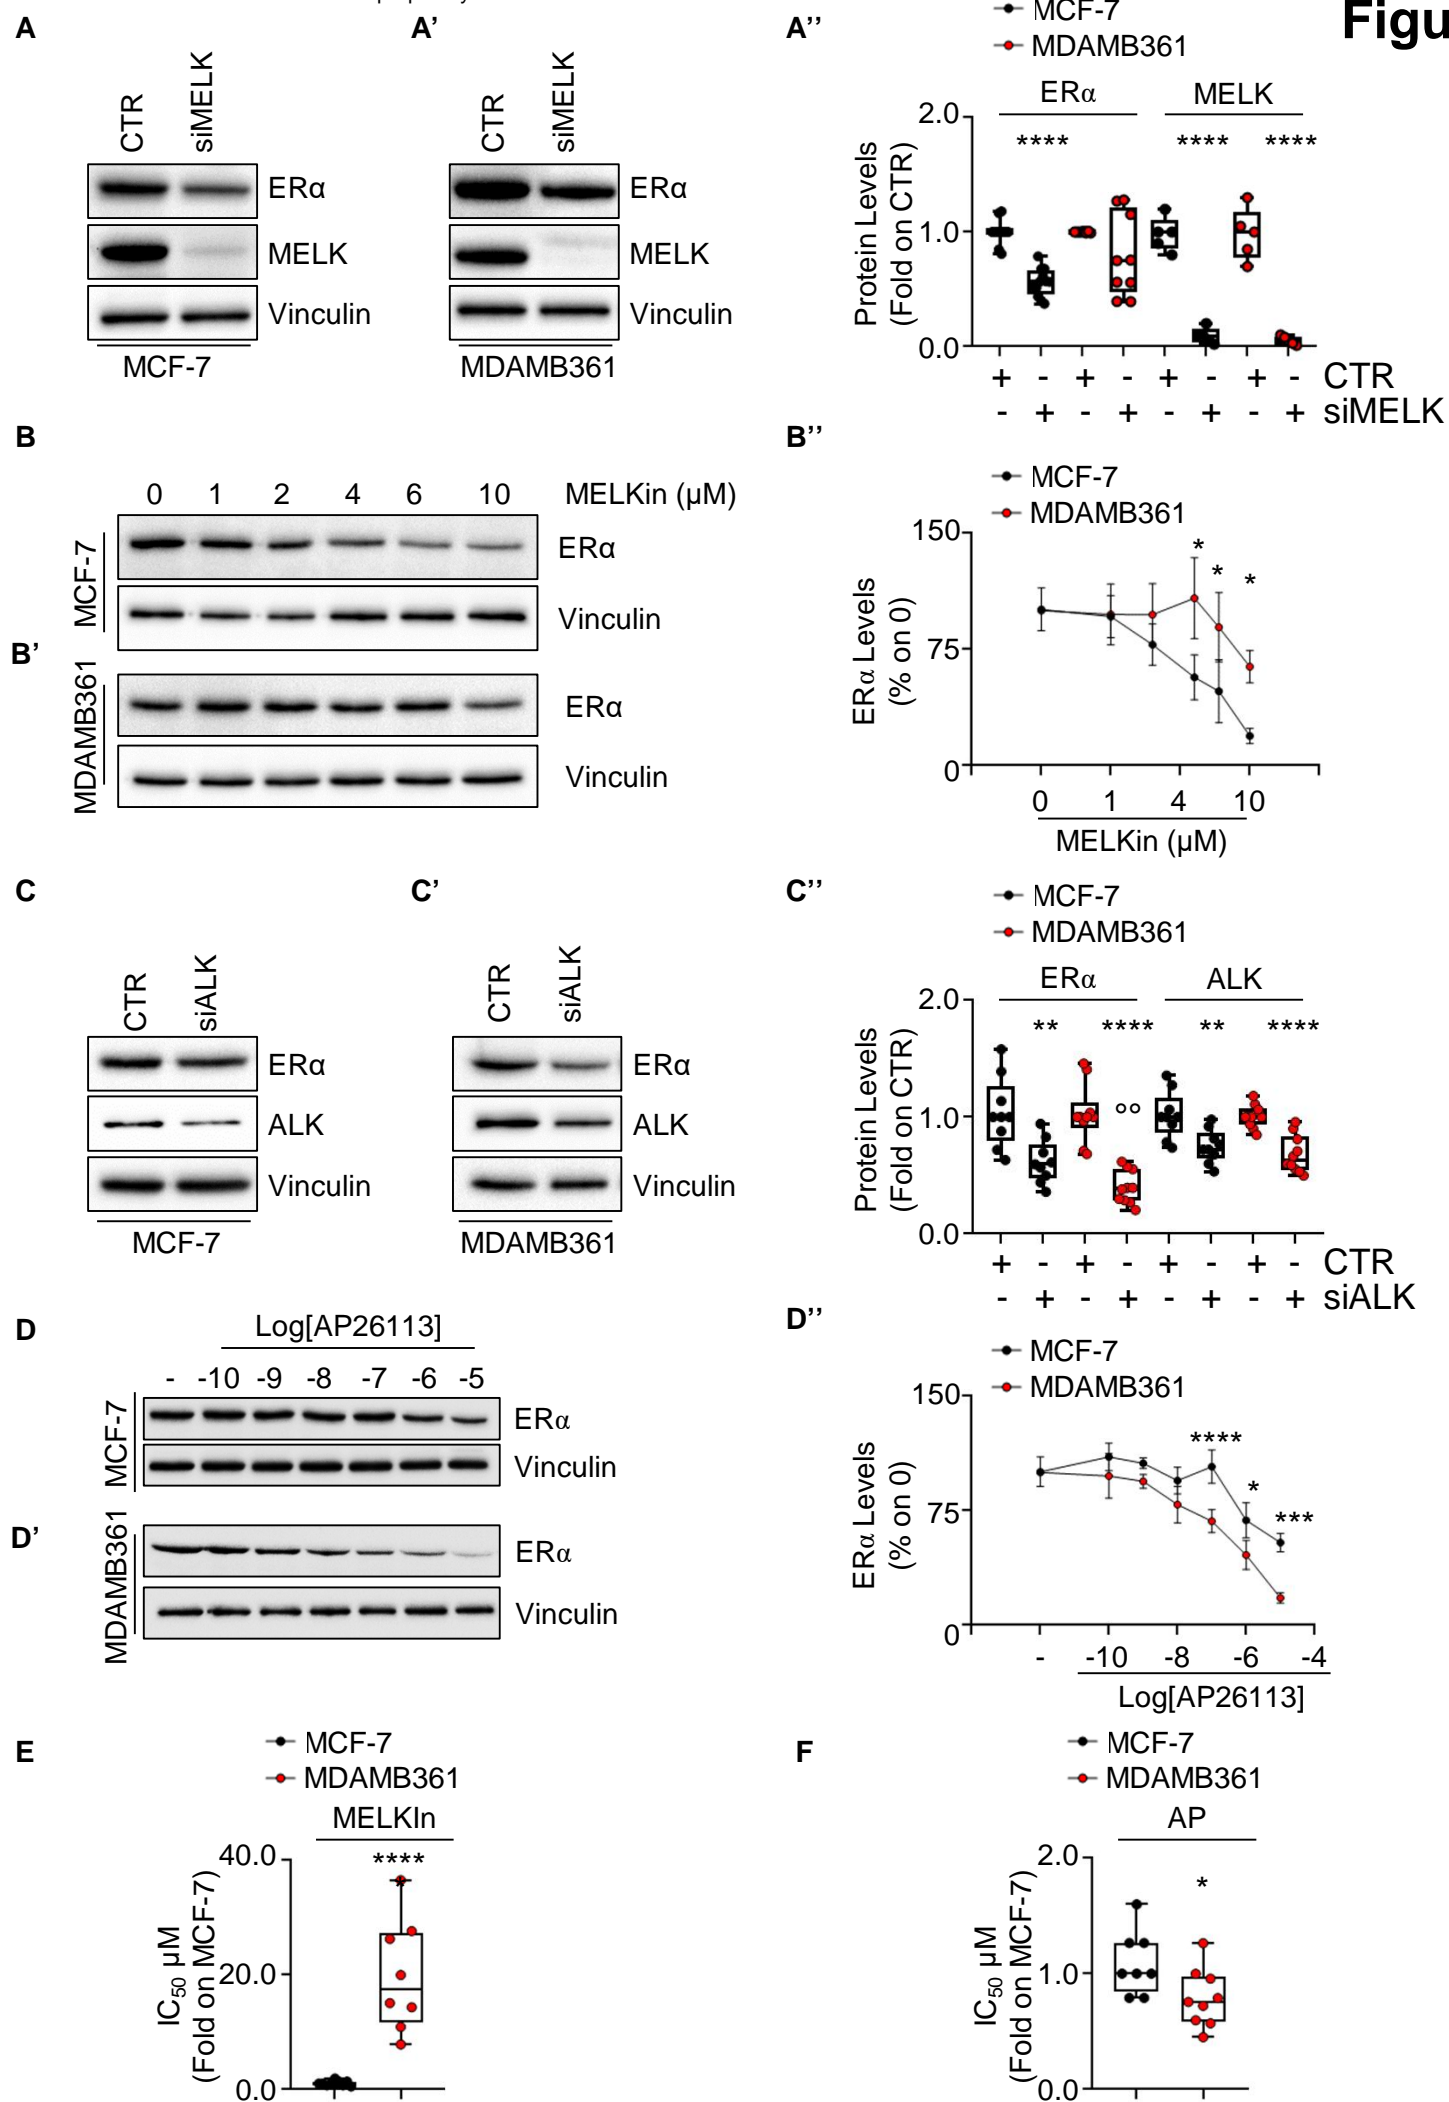 Figu
A
CTR
siMELK
ERα
MELK
Vinculin
MCF-7
A’
CTR
siMELK
ERα
MELK
Vinculin
MDAMB361
A’’
MCF-7
MDAMB361
ERα MELK
**** **** ****
Protein Levels
(Fold on CTR)
2.0
1.0
0.0
+ - + - + - + - CTR
- + - + - + - + siMELK
B
0 1 2 4 6 10 MELKin (μM)
MCF-7
ERα
Vinculin
B’
MDAMB361
ERα
Vinculin
B’’
MCF-7
MDAMB361
ERα Levels
(% on 0)
150
75
0
* * *
0 1 4 10
MELKin (μM)
C
CTR
siALK
ERα
ALK
Vinculin
MCF-7
C’
CTR
siALK
ERα
ALK
Vinculin
MDAMB361
C’’
MCF-7
MDAMB361
ERα ALK
** **** ** ****
°°
Protein Levels
(Fold on CTR)
2.0
1.0
0.0
+ - + - + - + - CTR
- + - + - + - + siALK
D
Log[AP26113]
- -10 -9 -8 -7 -6 -5
MCF-7
ERα
Vinculin
D’
MDAMB361
ERα
Vinculin
D’’
MCF-7
MDAMB361
ERα Levels
(% on 0)
150
75
0
**** * ***
- -10 -8 -6 -4
Log[AP26113]
E
MCF-7
MDAMB361
MELKIn
****
IC50 μM
(Fold on MCF-7)
40.0
20.0
0.0
F
MCF-7
MDAMB361
AP
*
IC50 μM
(Fold on MCF-7)
2.0
1.0
0.0